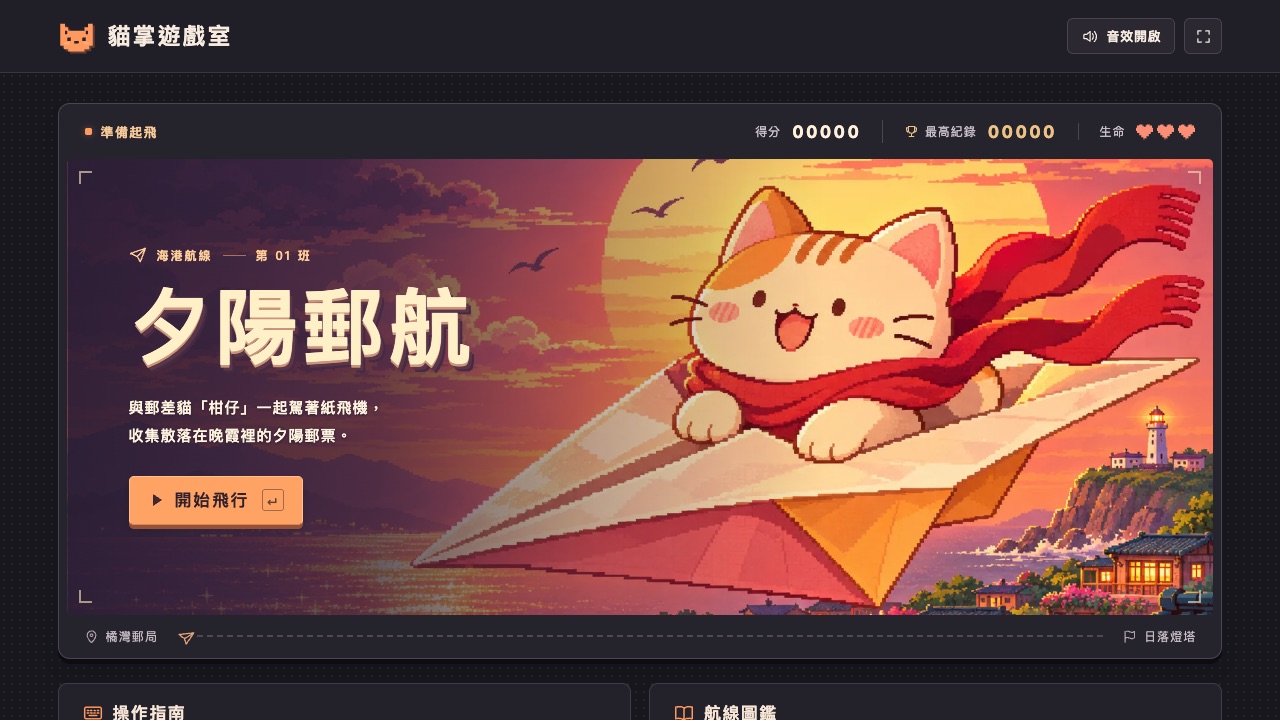 貓掌遊戲室
音效開啟
準備起飛
得分 00000
最高紀錄 00000
生命
海港航線 —— 第 01 班
夕陽郵航
與郵差貓「柑仔」一起駕著紙飛機，
收集散落在晚霞裡的夕陽郵票。
開始飛行 ↵
橘灣郵局
日落燈塔
操作指南
航線圖鑑